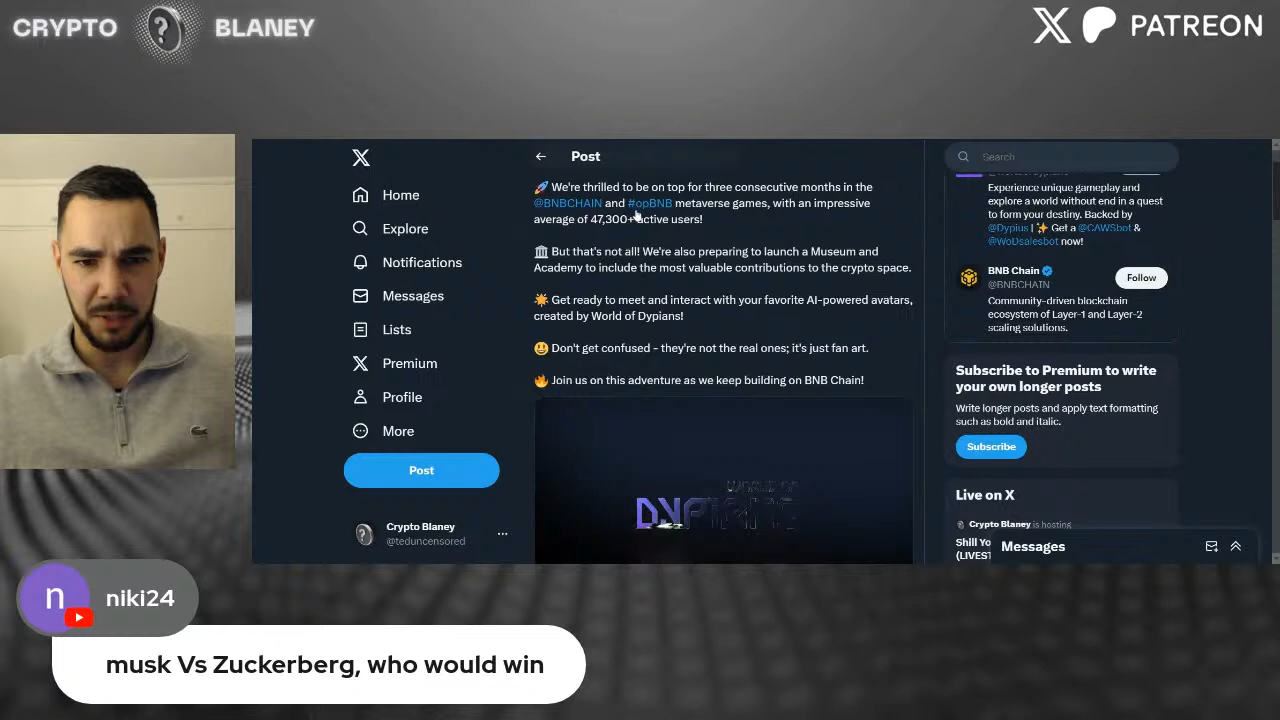 CRYPTO BLANEY
X PATREON
Post
Search
Home
Explore
Notifications
Messages
Lists
Premium
Profile
More
Post
Crypto Blaney
@teduncensored
🚀 We're thrilled to be on top for three consecutive months in the
@BNBCHAIN and #opBNB metaverse games, with an impressive
average of 47,300+ active users!
🏛️ But that's not all! We're also preparing to launch a Museum and
Academy to include the most valuable contributions to the crypto space.
🌟 Get ready to meet and interact with your favorite AI-powered avatars,
created by World of Dypians!
😃 Don't get confused - they're not the real ones; it's just fan art.
🔥 Join us on this adventure as we keep building on BNB Chain!
Experience unique gameplay and
explore a world without end in a quest
to form your destiny. Backed by
@Dypius | ✨ Get a @CAWSbot &
@WoDsalesbot now!
BNB Chain
@BNBCHAIN
Follow
Community-driven blockchain
ecosystem of Layer-1 and Layer-2
scaling solutions.
Subscribe to Premium to write
your own longer posts
Write longer posts and apply text formatting
such as bold and italic.
Subscribe
Live on X
Crypto Blaney is hosting
Shill Yo
(LIVEST
Messages
n niki24
musk Vs Zuckerberg, who would win